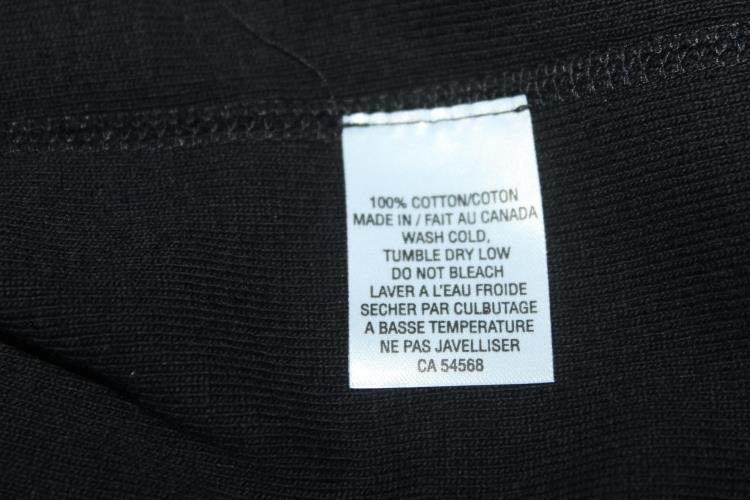 100% COTTON/COTON
MADE IN / FAIT AU CANADA
WASH COLD,
TUMBLE DRY LOW
DO NOT BLEACH
LAVER A L'EAU FROIDE
SECHER PAR CULBUTAGE
A BASSE TEMPERATURE
NE PAS JAVELLISER
CA 54568